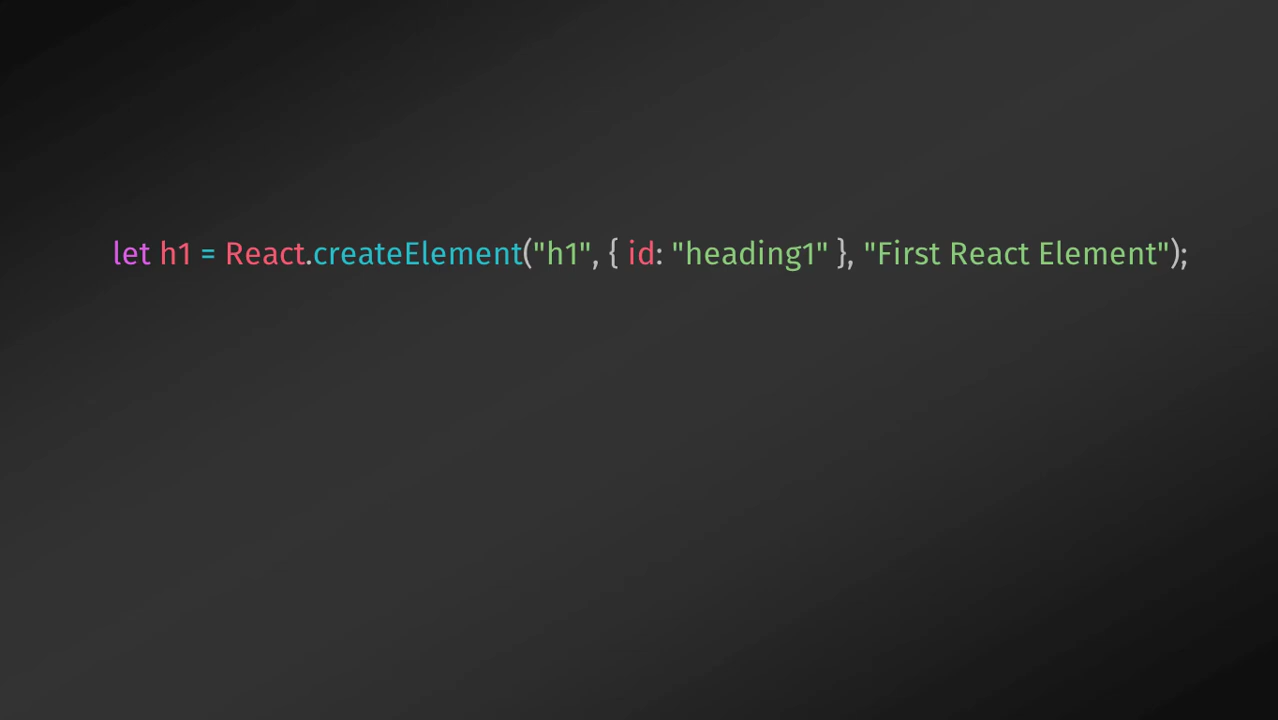 let h1 = React.createElement("h1", { id: "heading1" }, "First React Element");